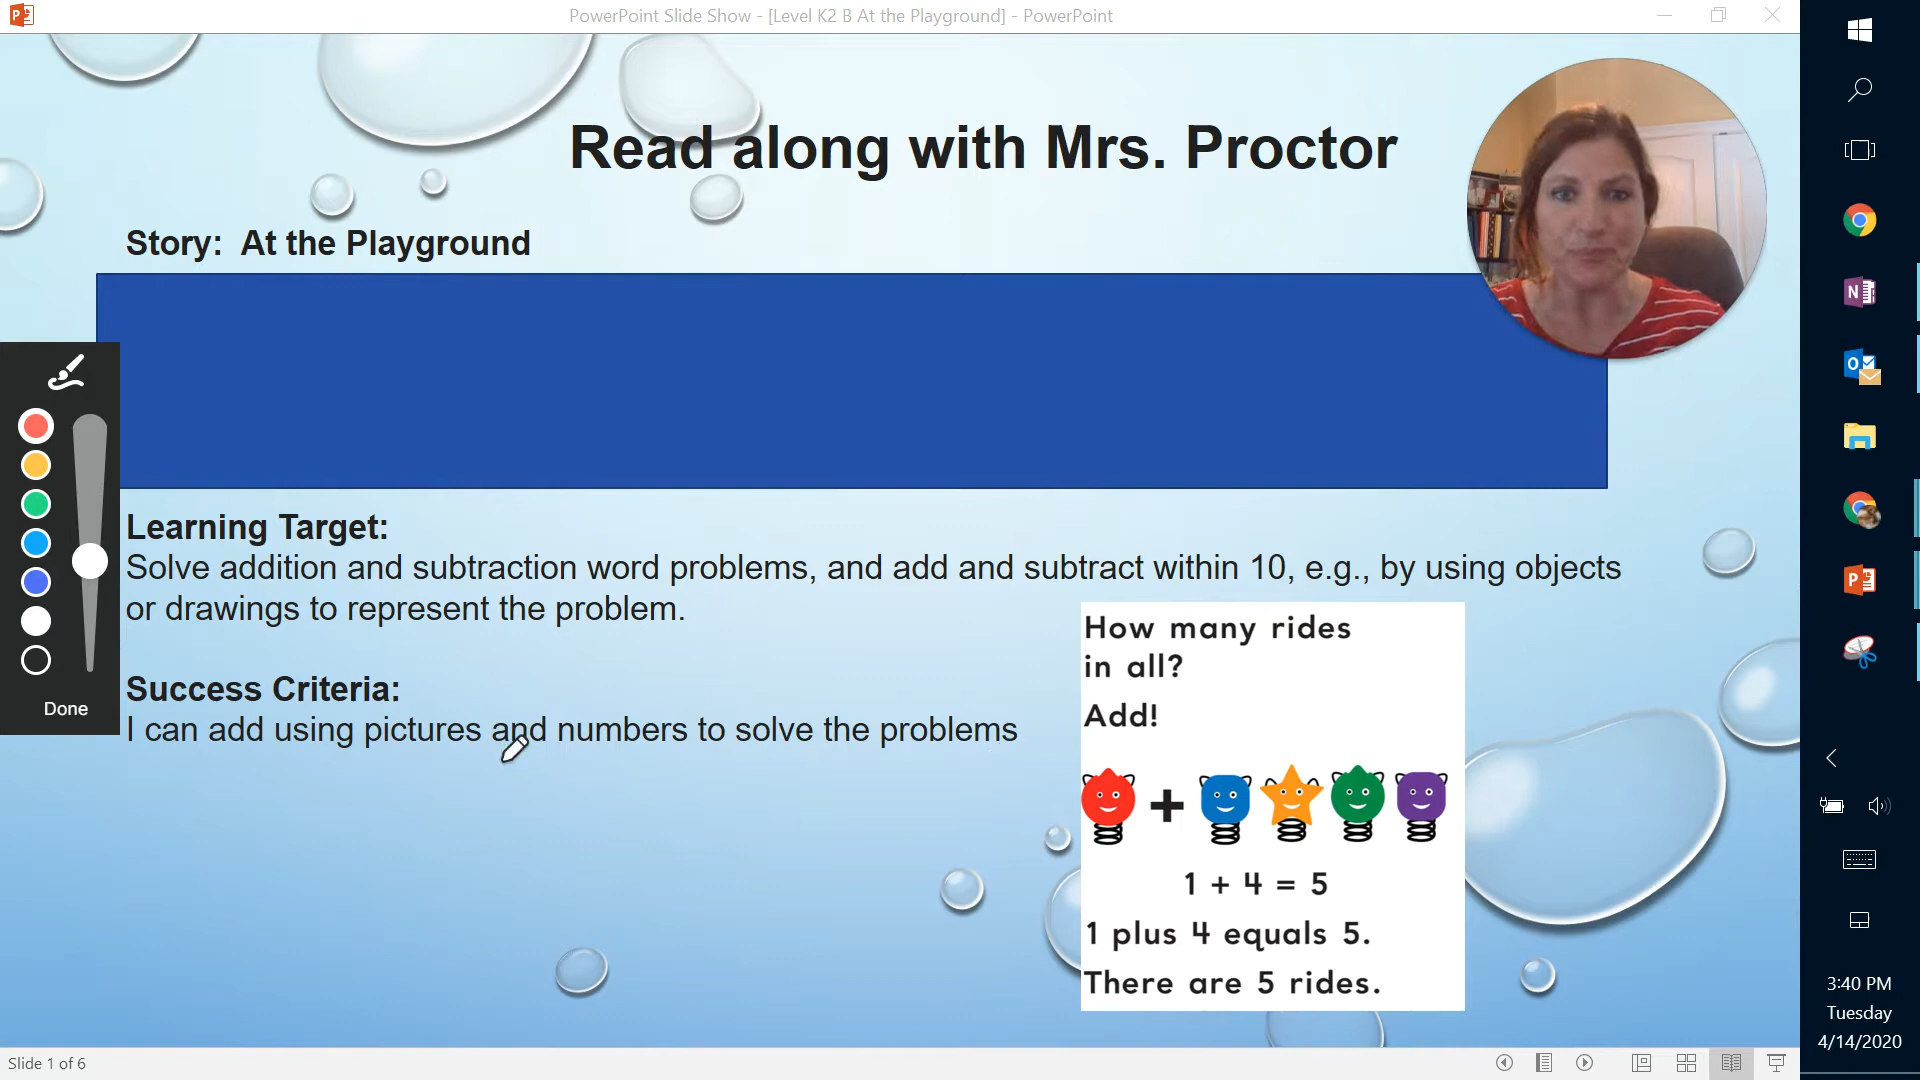 PowerPoint Slide Show - [Level K2 B At the Playground] - PowerPoint
Read along with Mrs. Proctor
Story: At the Playground
Learning Target:
Solve addition and subtraction word problems, and add and subtract within 10, e.g., by using objects
or drawings to represent the problem.
Success Criteria:
I can add using pictures and numbers to solve the problems
Done
How many rides
in all?
Add!
+
1 + 4 = 5
1 plus 4 equals 5.
There are 5 rides.
Slide 1 of 6
3:40 PM
Tuesday
4/14/2020